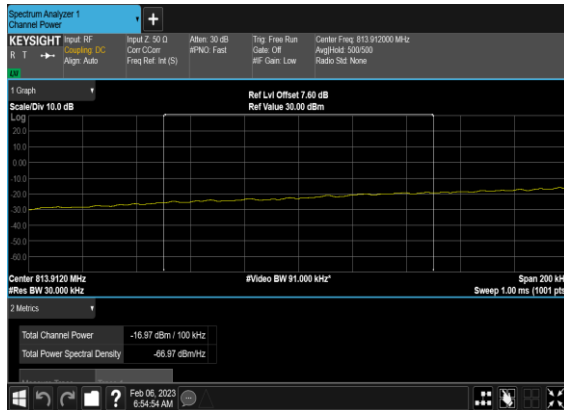 Spectrum Analyzer 1
Channel Power
+
KEYSIGHT
R T
Input: RF
Coupling: DC
Align: Auto
Input Z: 50 Ω
Corr CCorr
Freq Ref: Int (S)
Atten: 30 dB
#PNO: Fast
Trig: Free Run
Gate: Off
#IF Gain: Low
Center Freq: 813.912000 MHz
Avg|Hold: 500/500
Radio Std: None
1 Graph
Scale/Div 10.0 dB
Ref Lvl Offset 7.60 dB
Ref Value 30.00 dBm
Log
20.0
10.0
0.00
-10.0
-20.0
-30.0
-40.0
-50.0
-60.0
Center 813.9120 MHz
#Res BW 30.000 kHz
#Video BW 91.000 kHz*
Span 200 kH
Sweep 1.00 ms (1001 pts
2 Metrics
Total Channel Power -16.97 dBm / 100 kHz
Total Power Spectral Density -66.97 dBm/Hz
?
Feb 06, 2023
6:54:54 AM